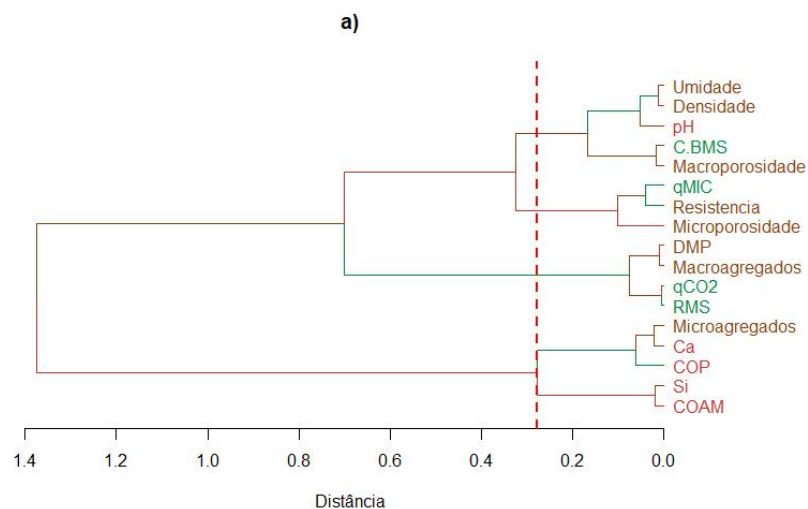 a)
Umidade
Densidade
pH
C.BMS
Macroporosidade
qMIC
Resistencia
Microporosidade
DMP
Macroagregados
qCO2
RMS
Microagregados
Ca
COP
Si
COAM
1.4 1.2 1.0 0.8 0.6 0.4 0.2 0.0
Distância